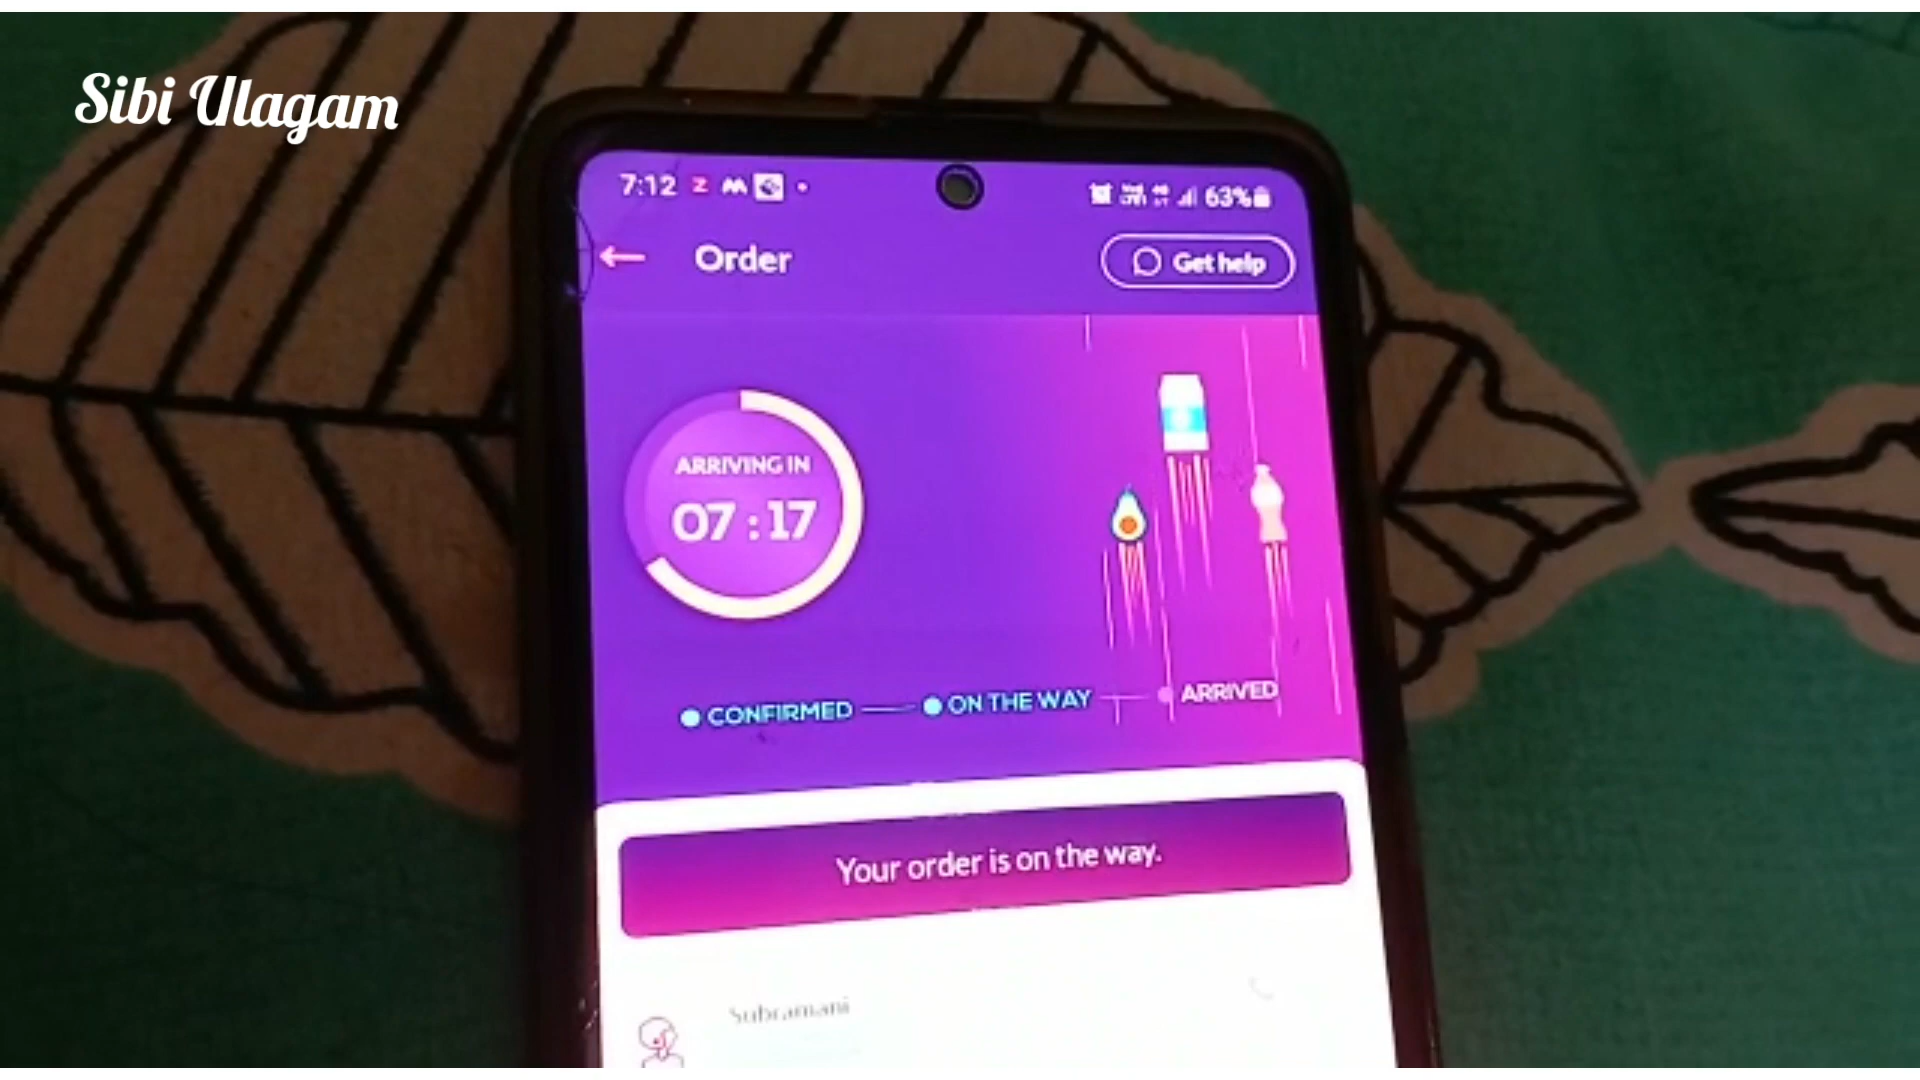 Sibi Ulagam
7:12 63%
Order
Get help
ARRIVING IN
07 : 17
CONFIRMED ON THE WAY ARRIVED
Your order is on the way.
Subramani